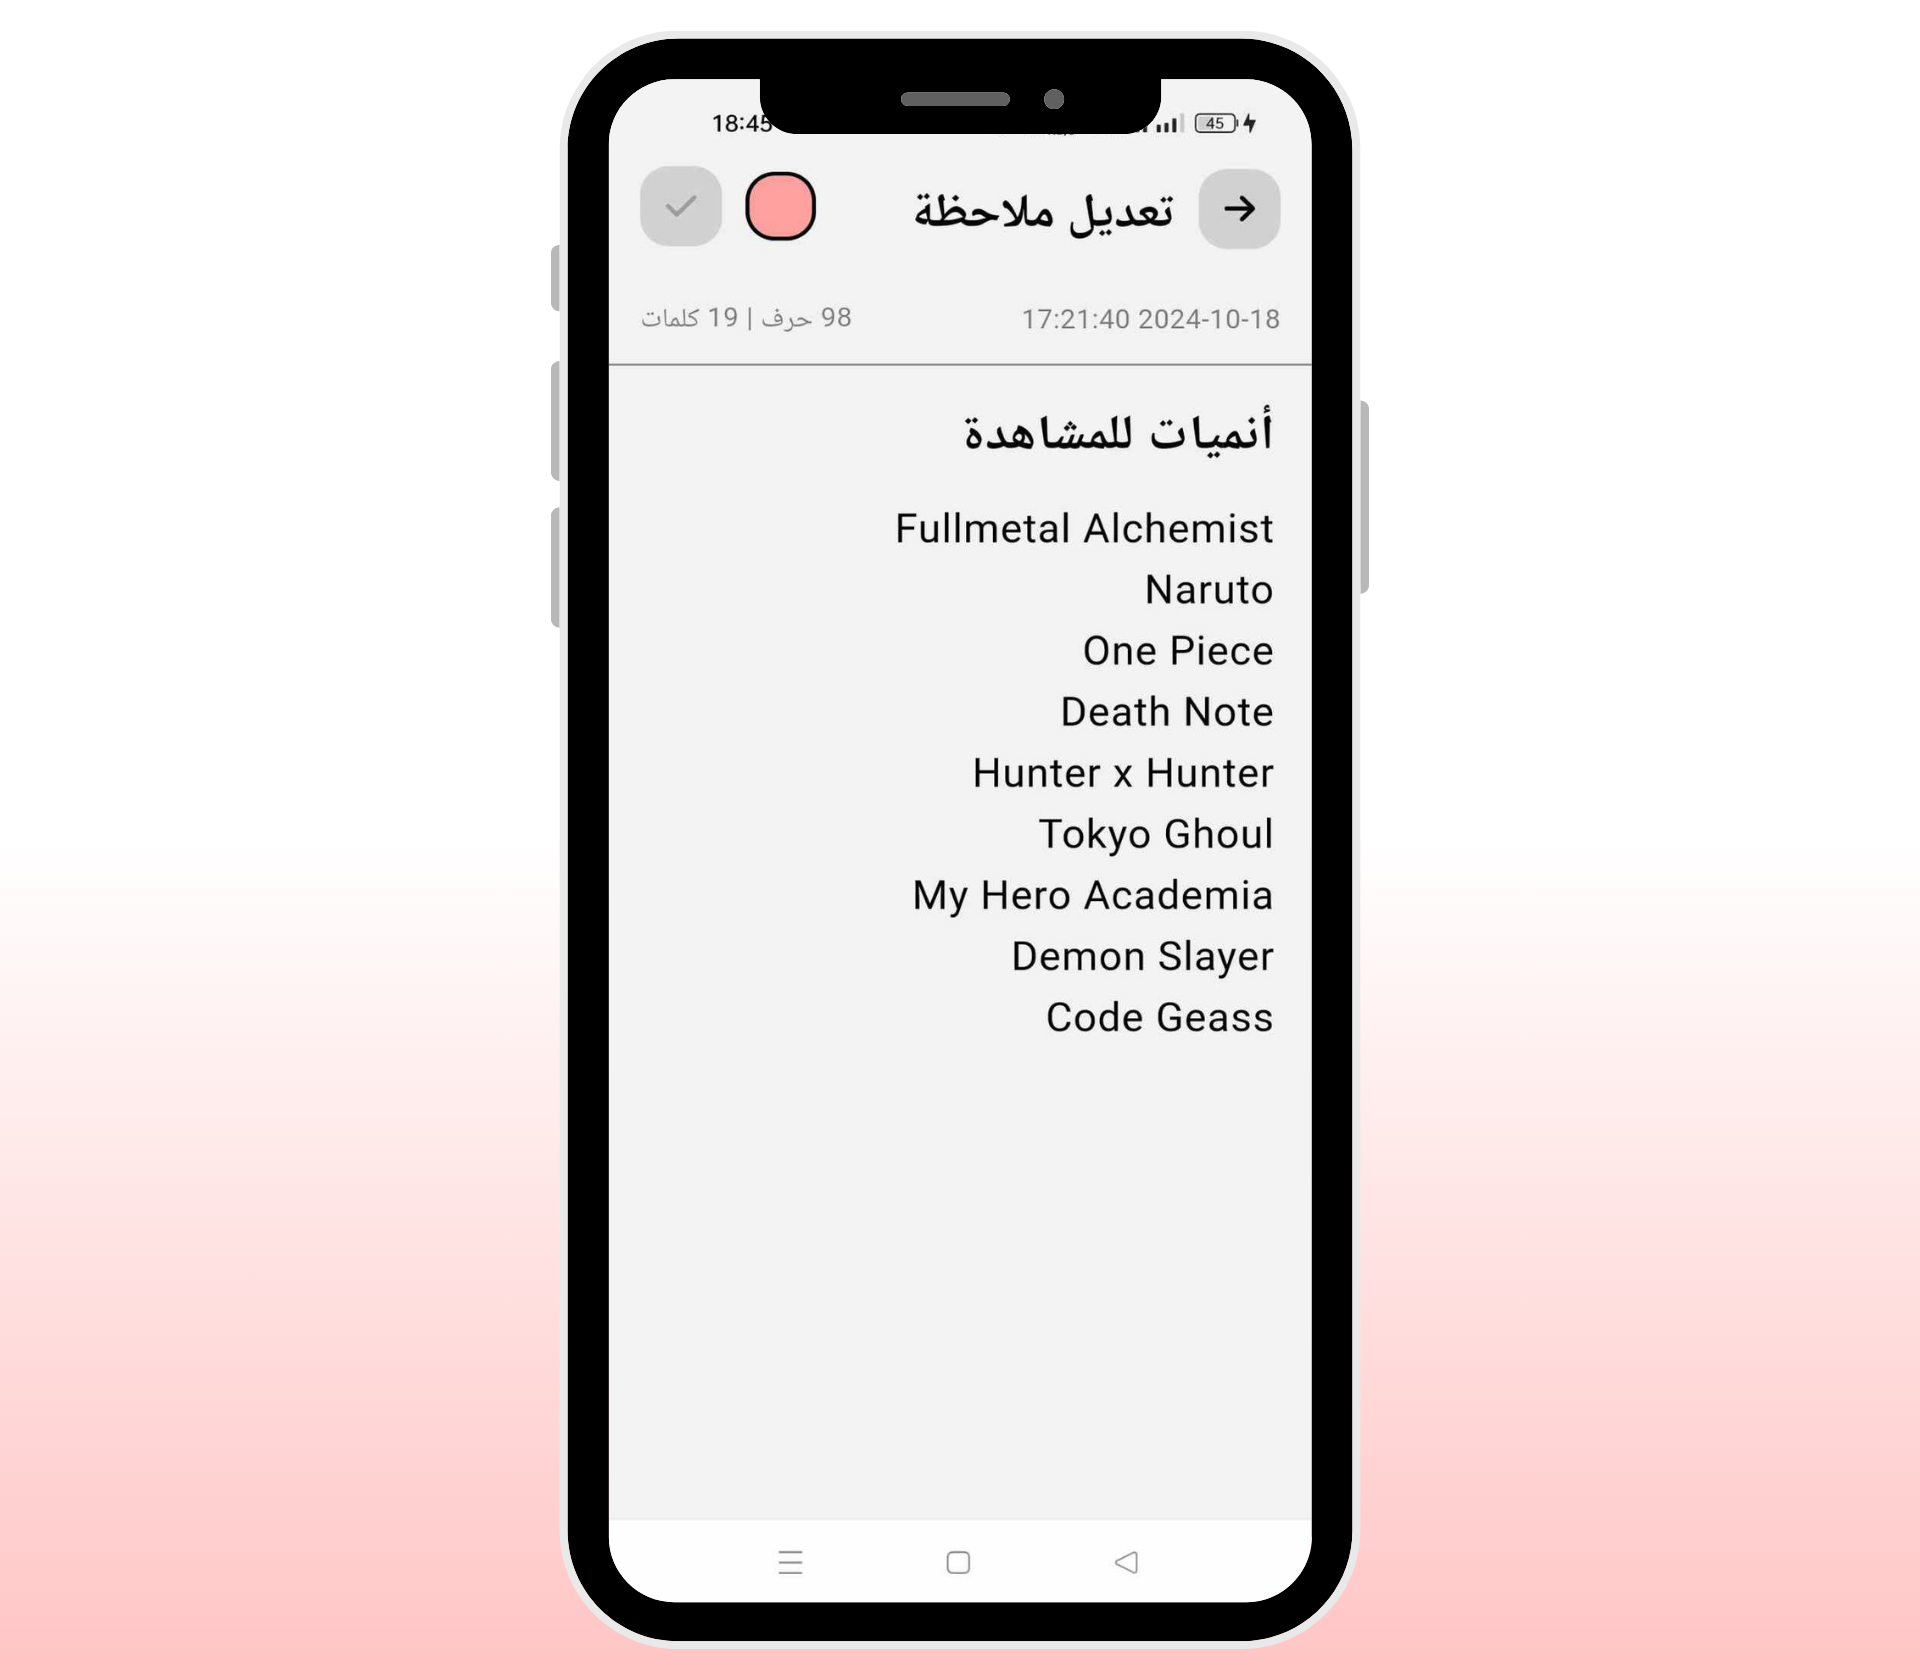 18:45
45
تعديل ملاحظة
17:21:40 2024-10-18
98 حرف | 19 كلمات
أنميات للمشاهدة
Fullmetal Alchemist
Naruto
One Piece
Death Note
Hunter x Hunter
Tokyo Ghoul
My Hero Academia
Demon Slayer
Code Geass